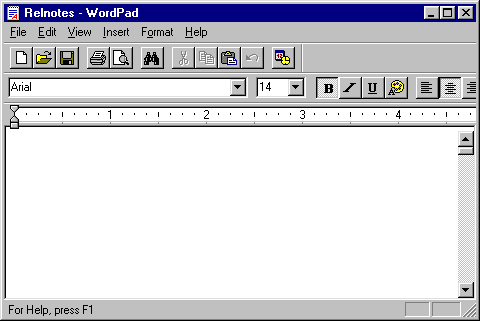 Relnotes - WordPad
File Edit View Insert Format Help
Arial 14 B I U
1 2 3 4
For Help, press F1